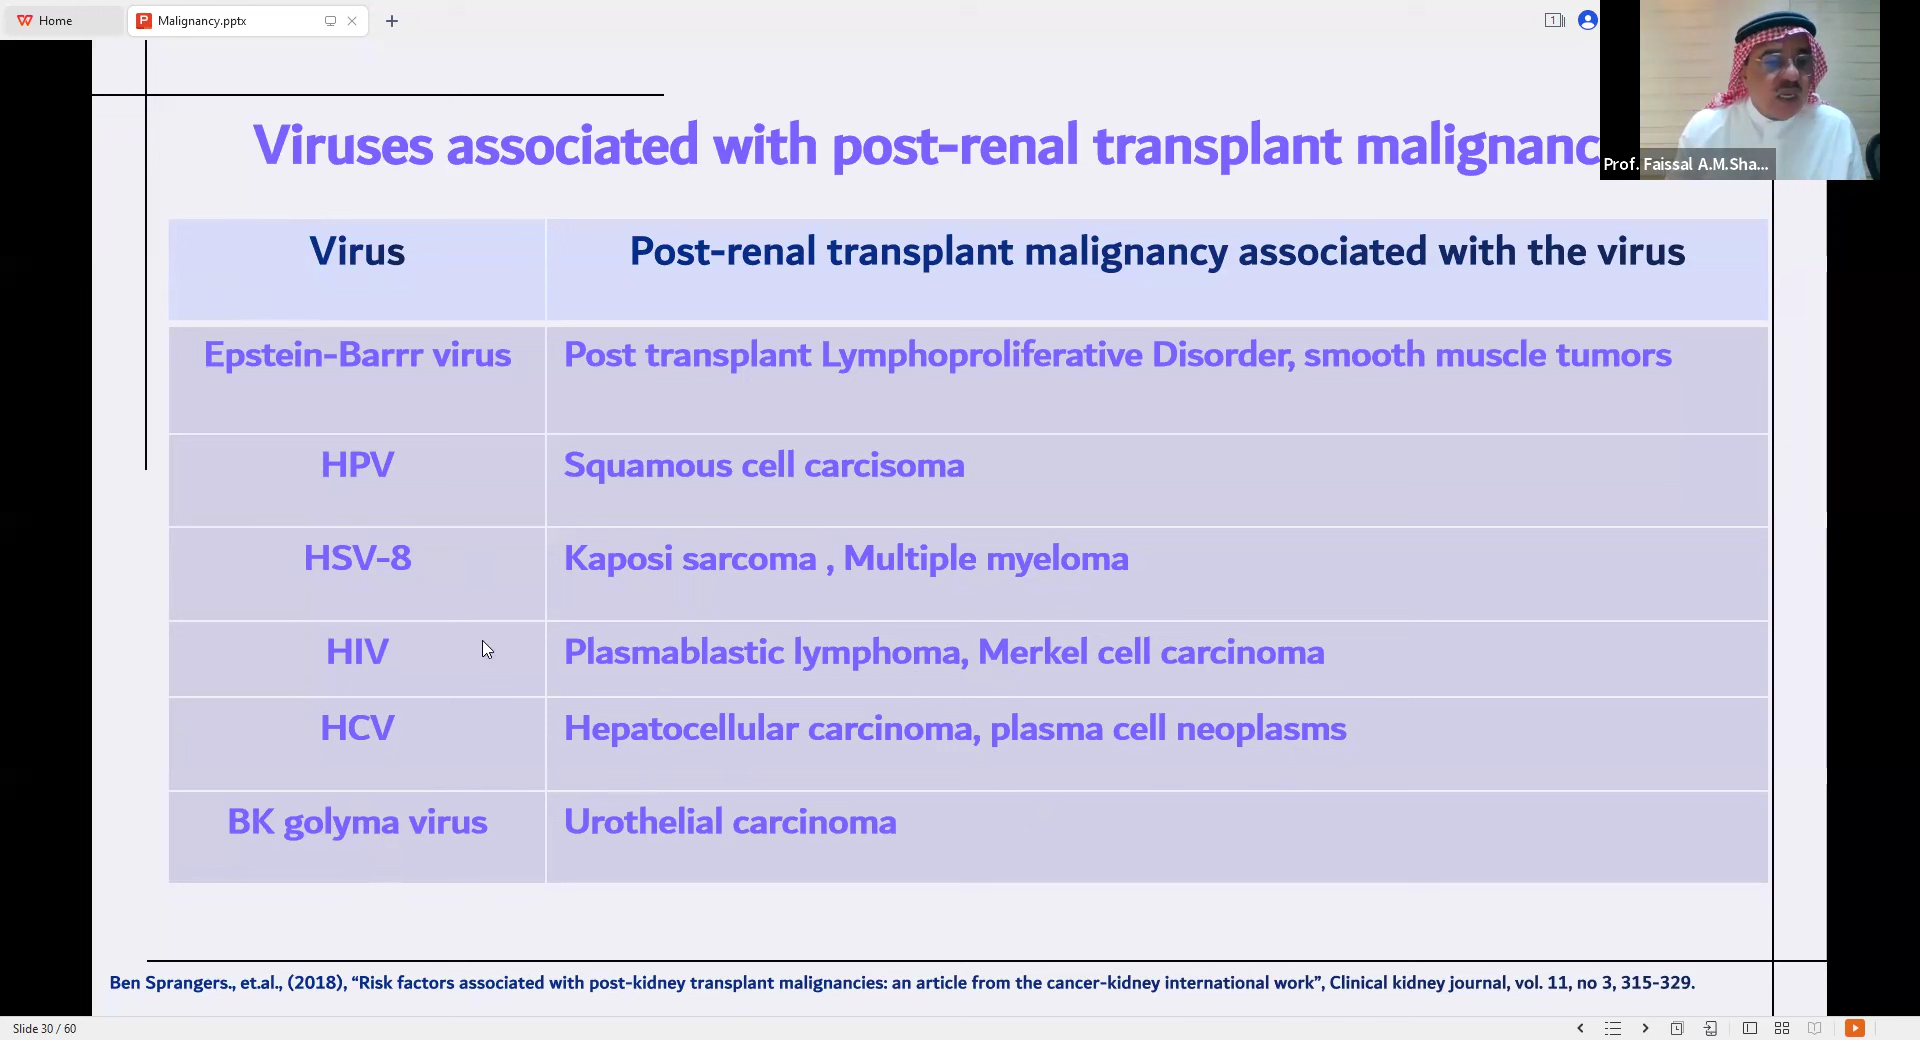 Home
Malignancy.pptx
1
Viruses associated with post-renal transplant malignanc
Prof. Faissal A.M.Sha...
Virus
Post-renal transplant malignancy associated with the virus
Epstein-Barrr virus
Post transplant Lymphoproliferative Disorder, smooth muscle tumors
HPV
Squamous cell carcisoma
HSV-8
Kaposi sarcoma , Multiple myeloma
HIV
Plasmablastic lymphoma, Merkel cell carcinoma
HCV
Hepatocellular carcinoma, plasma cell neoplasms
BK golyma virus
Urothelial carcinoma
Ben Sprangers., et.al., (2018), “Risk factors associated with post-kidney transplant malignancies: an article from the cancer-kidney international work”, Clinical kidney journal, vol. 11, no 3, 315-329.
Slide 30 / 60